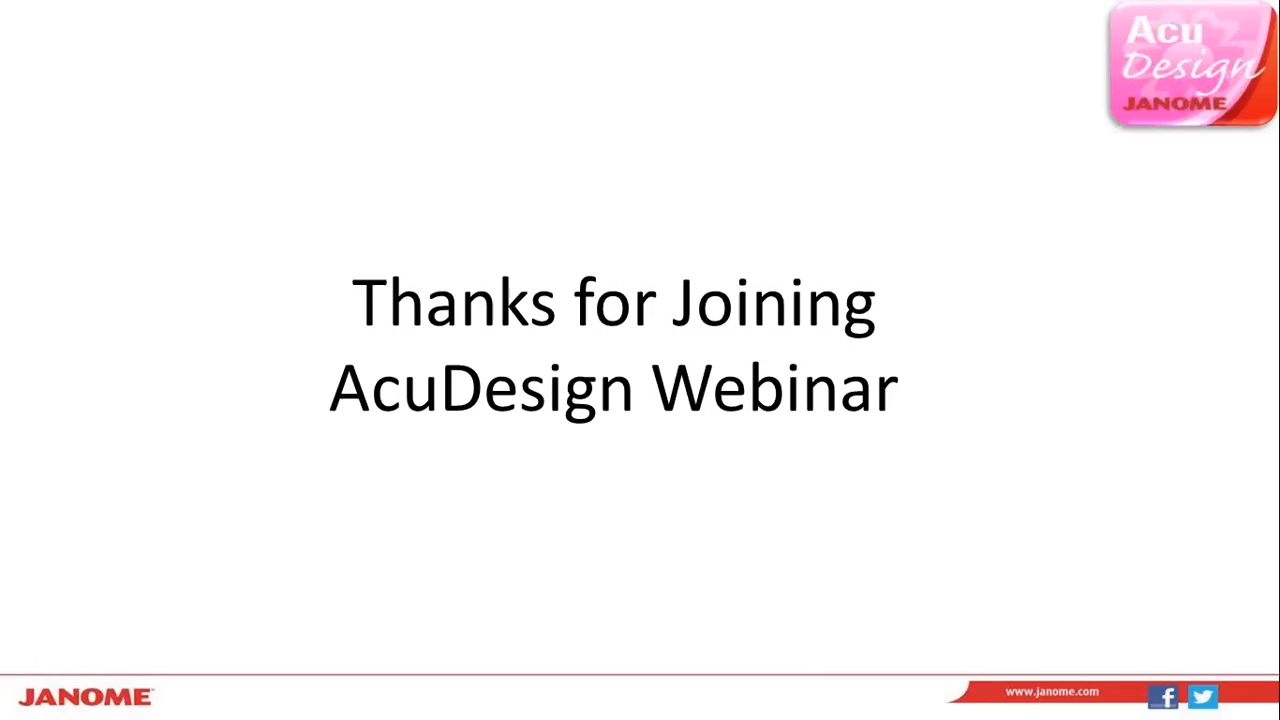 Acu
Design
JANOME
Thanks for Joining
AcuDesign Webinar
JANOME
www.janome.com